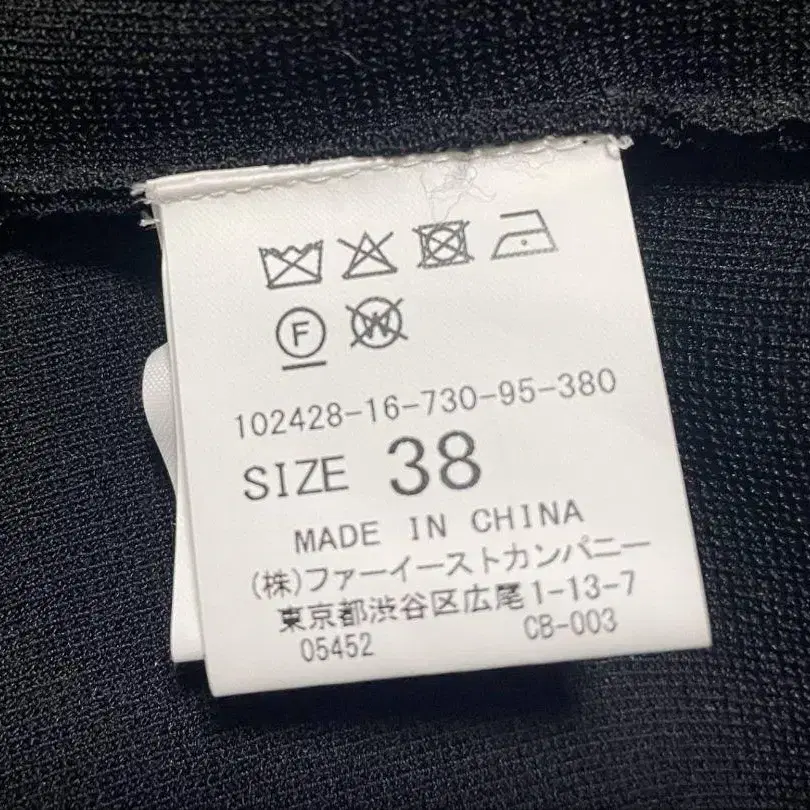 F
W
102428-16-730-95-380
SIZE 38
MADE IN CHINA
(株)ファーイーストカンパニー
東京都渋谷区広尾1-13-7
05452 CB-003